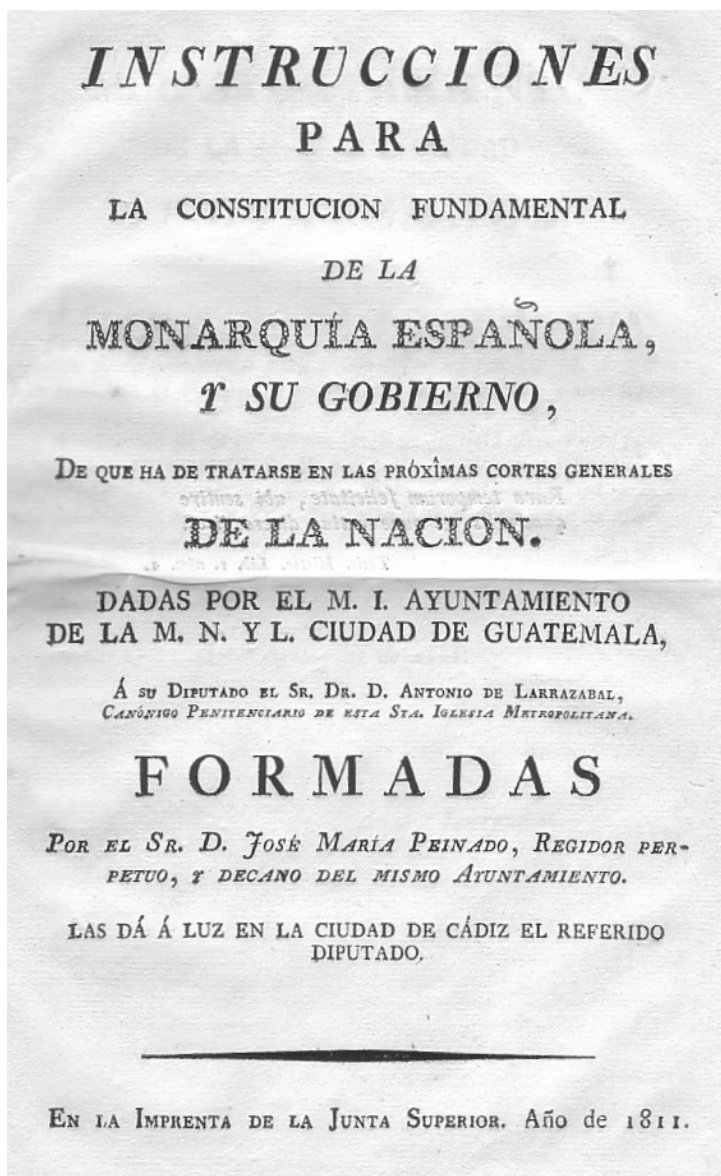 INSTRUCCIONES
PARA
LA CONSTITUCION FUNDAMENTAL
DE LA
MONARQUÍA ESPAÑOLA,
Y SU GOBIERNO,
DE QUE HA DE TRATARSE EN LAS PRÓXÎMAS CORTES GENERALES
DE LA NACION.
DADAS POR EL M. I. AYUNTAMIENTO
DE LA M. N. Y L. CIUDAD DE GUATEMALA,
Á SU DIPUTADO EL SR. DR. D. ANTONIO DE LARRAZABAL,
CANÓNIGO PENITENCIARIO DE ESTA STA. IGLESIA METROPOLITANA.
FORMADAS
POR EL SR. D. JOSÉ MARÍA PEINADO, REGIDOR PER-
PETUO, Y DECANO DEL MISMO AYUNTAMIENTO.
LAS DÁ Á LUZ EN LA CIUDAD DE CÁDIZ EL REFERIDO
DIPUTADO.
EN LA IMPRENTA DE LA JUNTA SUPERIOR. Año de 1811.